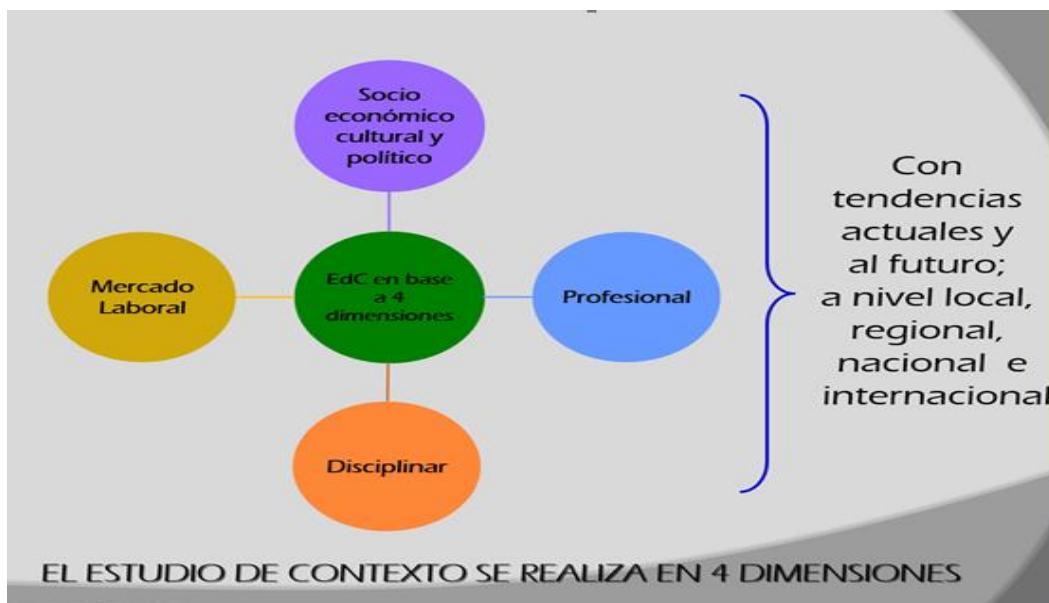 Socio
económico
cultural y
político
Mercado
Laboral
EdC en base
a 4
dimensiones
Profesional
Disciplinar
Con
tendencias
actuales y
al futuro;
a nivel local,
regional,
nacional e
internacional
EL ESTUDIO DE CONTEXTO SE REALIZA EN 4 DIMENSIONES